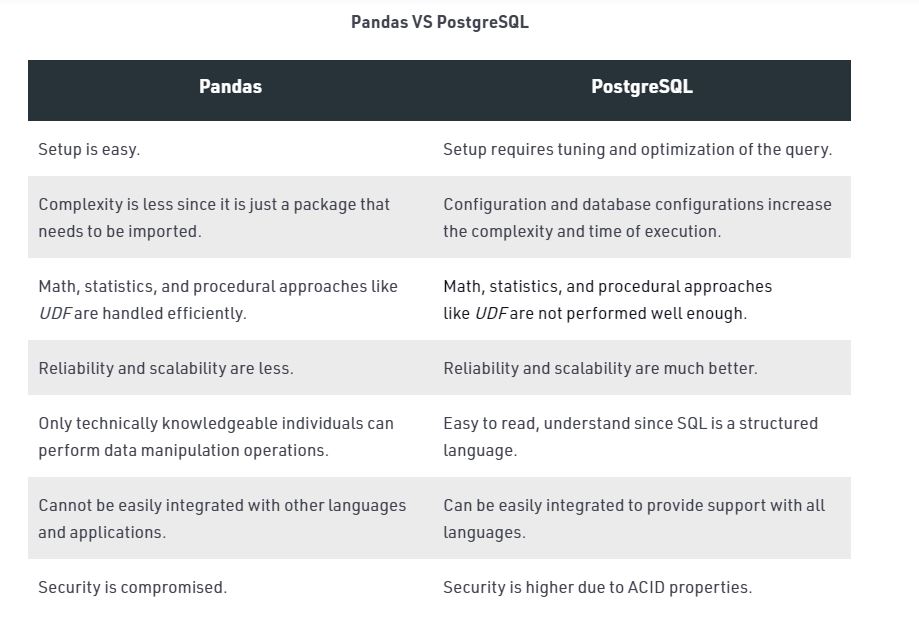 Pandas VS PostgreSQL
Pandas
PostgreSQL
Setup is easy.
Setup requires tuning and optimization of the query.
Complexity is less since it is just a package that
needs to be imported.
Configuration and database configurations increase
the complexity and time of execution.
Math, statistics, and procedural approaches like
UDF are handled efficiently.
Math, statistics, and procedural approaches
like UDF are not performed well enough.
Reliability and scalability are less.
Reliability and scalability are much better.
Only technically knowledgeable individuals can
perform data manipulation operations.
Easy to read, understand since SQL is a structured
language.
Cannot be easily integrated with other languages
and applications.
Can be easily integrated to provide support with all
languages.
Security is compromised.
Security is higher due to ACID properties.